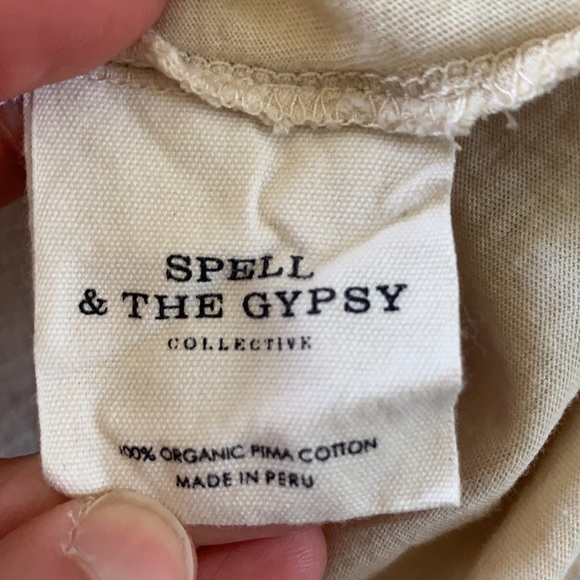 SPELL
& THE GYPSY
COLLECTIVE
100% ORGANIC PIMA COTTON
MADE IN PERU